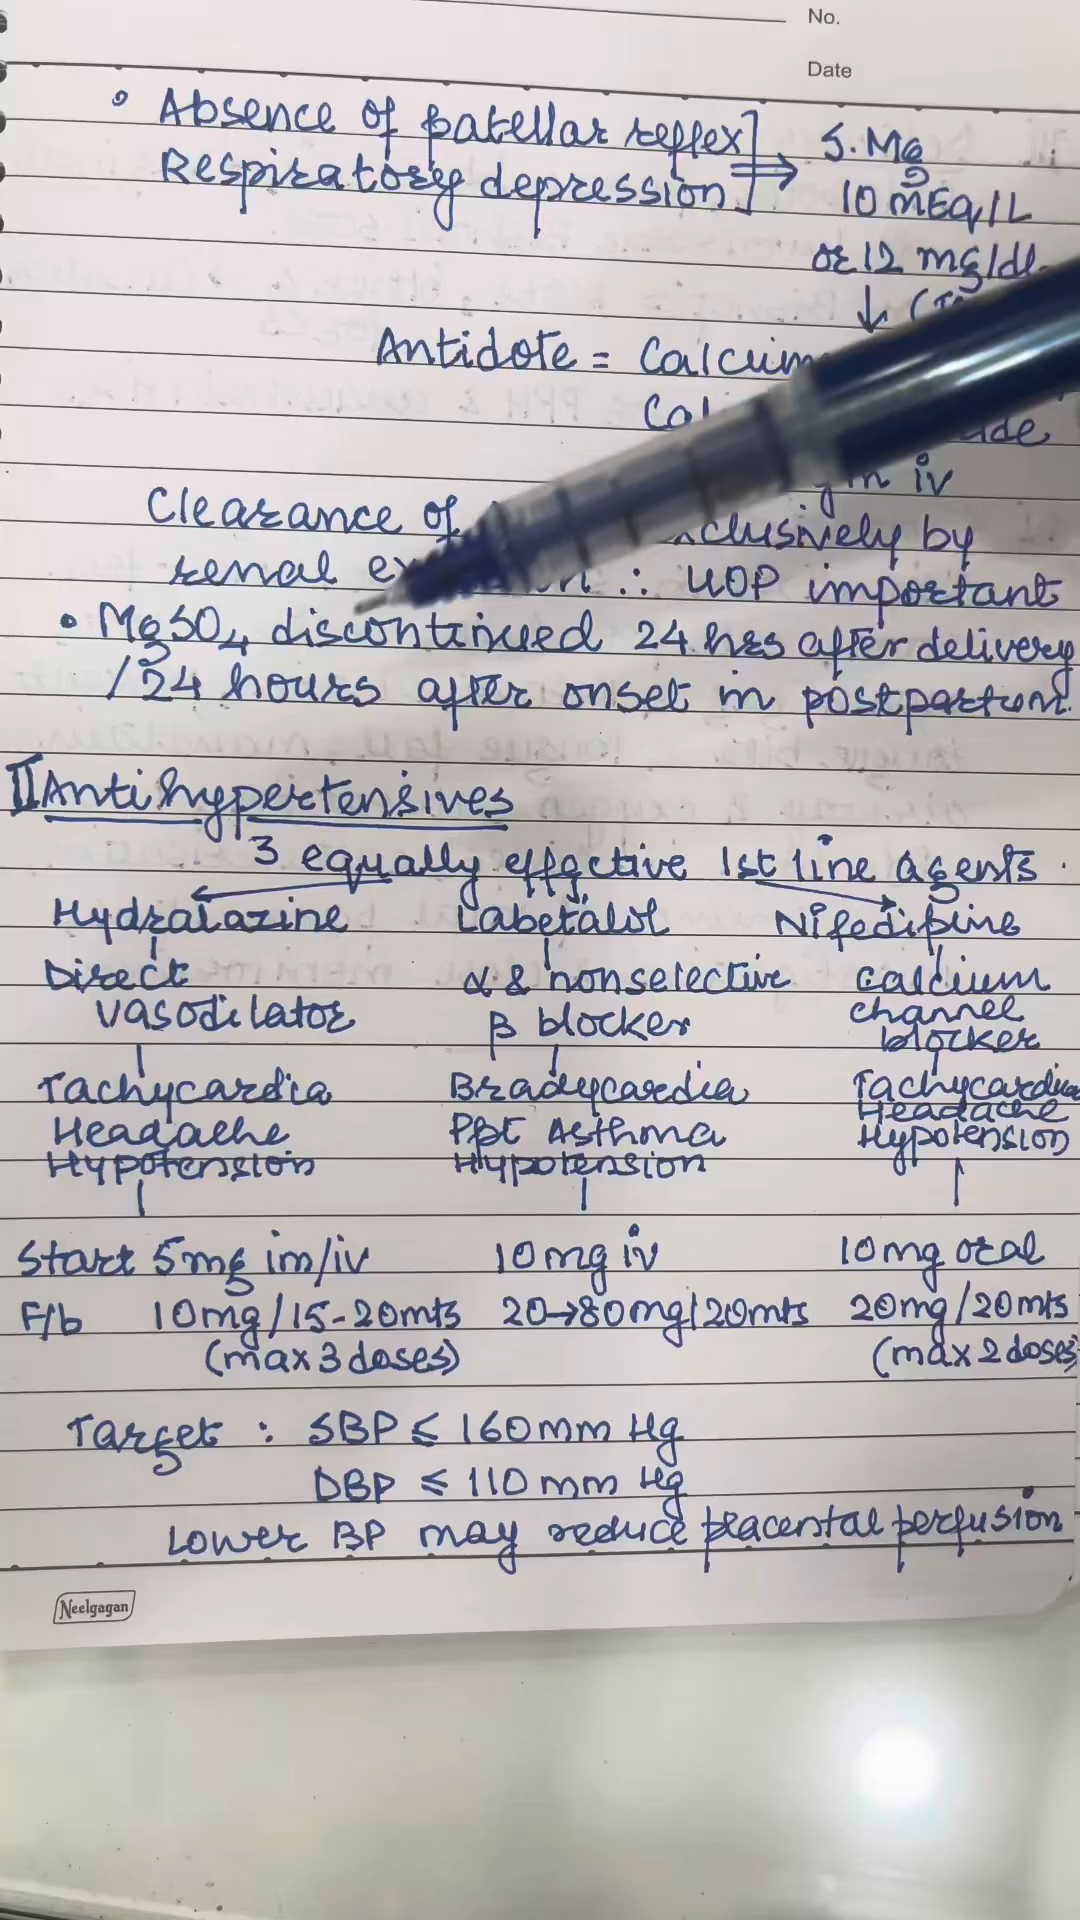 No.
Date
• Absence of patellar reflex] ⇒ S. Mg
Respiratory depression]
10 mEq/L
or 12 mg/dl
↓
Antidote = Calcium
iv
Clearance of
exclusively by
renal ∴ UOP important
• MgSO4 discontinued 24 hrs after delivery
/24 hours after onset in postpartum.
II Antihypertensives
3 equally effective 1st line agents.
Hydralazine Labetalol Nifedipine
Direct α & nonselective calcium
vasodilator β blocker channel
blocker
Tachycardia Bradycardia Tachycardia
Headache Ppt Asthma Headache
Hypotension Hypotension Hypotension
Start 5mg im/iv 10mg iv 10mg oral
F/b 10mg/15-20mts 20→80mg/20mts 20mg/20mts
(max 3 doses) (max 2 doses)
Target : SBP ≤ 160mm Hg
DBP ≤ 110mm Hg
Lower BP may reduce placental perfusion
Neelgagan